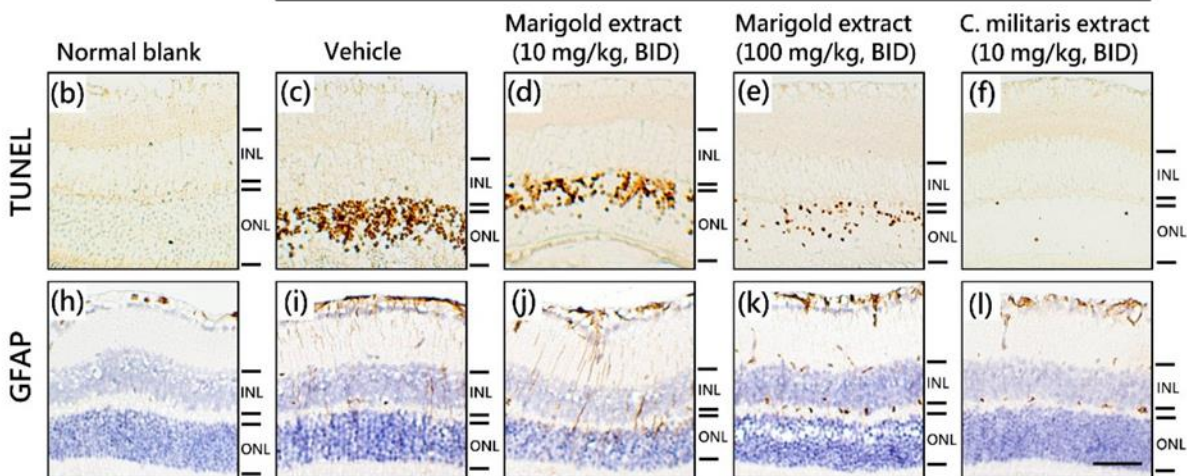 Normal blank
Vehicle
Marigold extract
(10 mg/kg, BID)
Marigold extract
(100 mg/kg, BID)
C. militaris extract
(10 mg/kg, BID)
TUNEL
(b)
INL
ONL
(c)
INL
ONL
(d)
INL
ONL
(e)
INL
ONL
(f)
INL
ONL
GFAP
(h)
INL
ONL
(i)
INL
ONL
(j)
INL
ONL
(k)
INL
ONL
(l)
INL
ONL